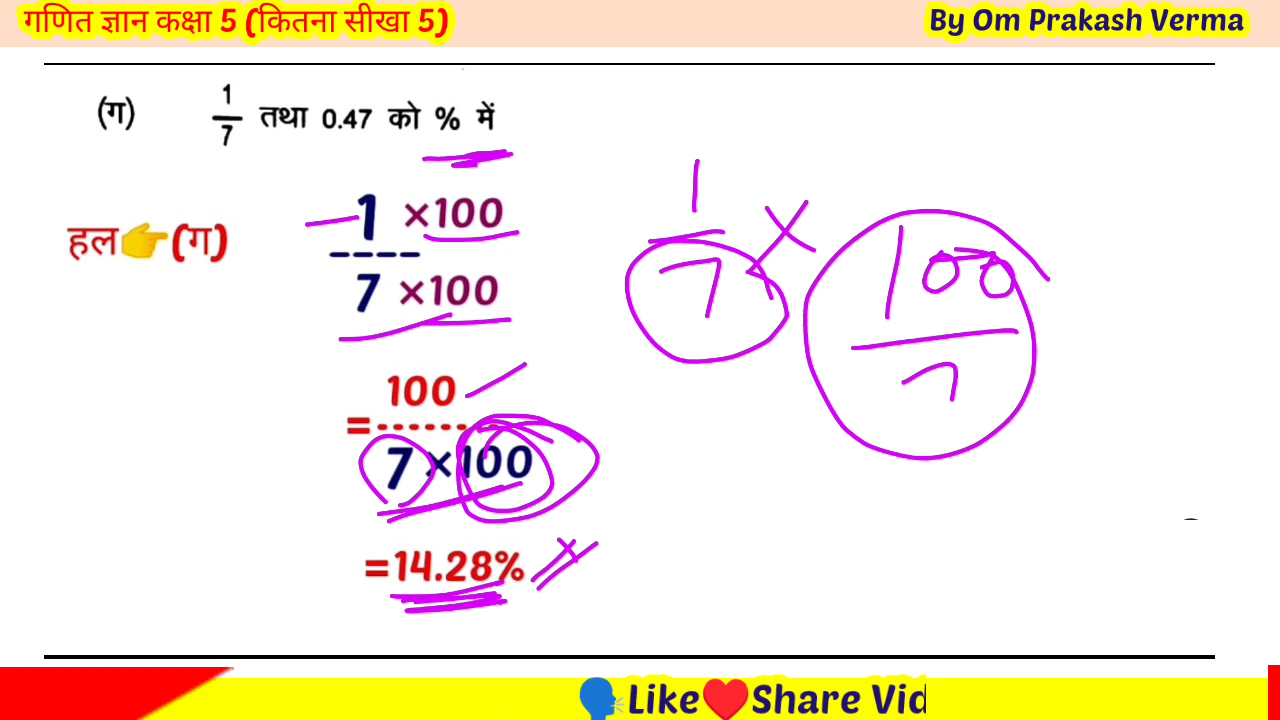 गणित ज्ञान कक्षा 5 (कितना सीखा 5)
By Om Prakash Verma
(ग) 1/7 तथा 0.47 को % में
हल👉(ग)
1 ×100
----
7 ×100
= 100
------
7 ×100
=14.28%
1/7 × 100/7
🗣️Like❤️Share Vid